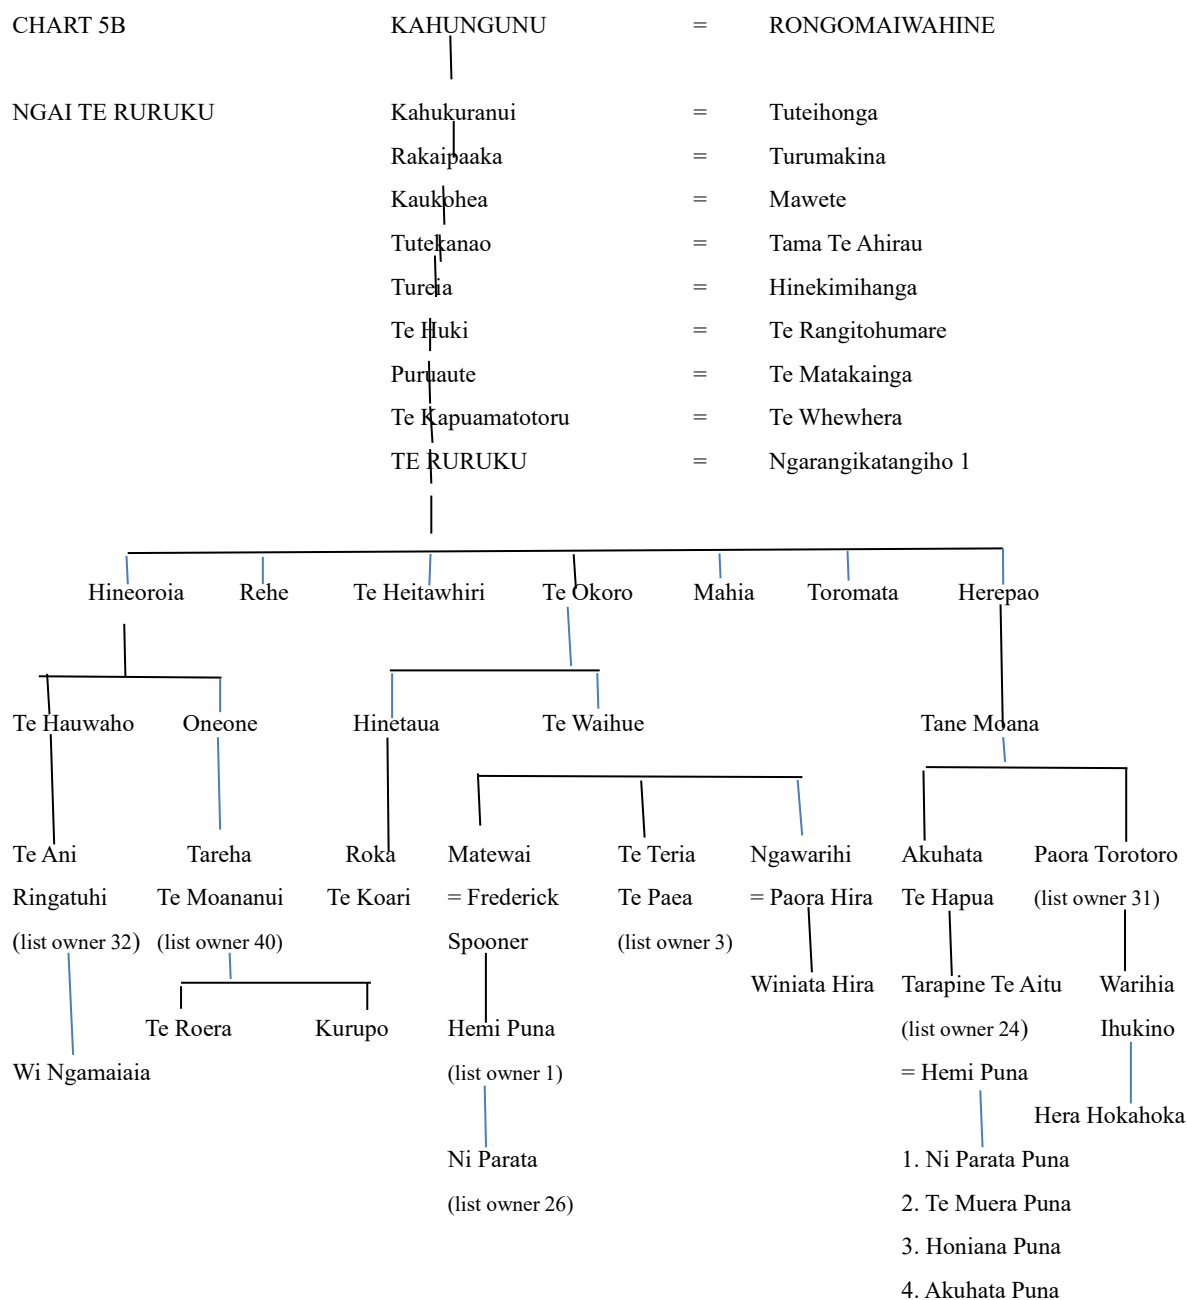 CHART 5B KAHUNGUNU = RONGOMAIWAHINE
NGAI TE RURUKU Kahukuranui = Tuteihonga
Rakaipaaka = Turumakina
Kaukohea = Mawete
Tutekanao = Tama Te Ahirau
Tureia = Hinekimihanga
Te Huki = Te Rangitohumare
Puruaute = Te Matakainga
Te Kapuamatotoru = Te Whewhera
TE RURUKU = Ngarangikatangiho 1
Hineoroia Rehe Te Heitawhiri Te Okoro Mahia Toromata Herepao
Te Hauwaho Oneone Hinetaua Te Waihue Tane Moana
Te Ani Tareha Roka Matewai Te Teria Ngawarihi Akuhata Paora Torotoro
Ringatuhi Te Moananui Te Koari = Frederick Te Paea = Paora Hira Te Hapua (list owner 31)
(list owner 32) (list owner 40) Spooner (list owner 3)
Winiata Hira Tarapine Te Aitu Warihia
Te Roera Kurupo Hemi Puna (list owner 24) Ihukino
Wi Ngamaiaia (list owner 1) = Hemi Puna
Hera Hokahoka
Ni Parata 1. Ni Parata Puna
(list owner 26) 2. Te Muera Puna
3. Honiana Puna
4. Akuhata Puna